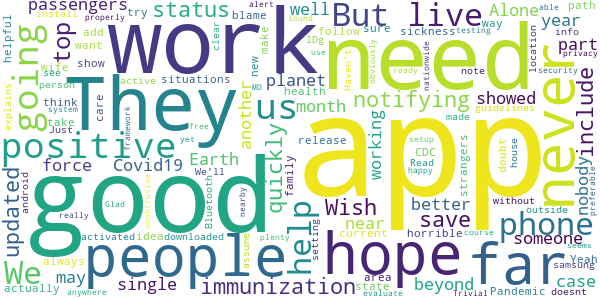 passengers status well But live Alone year
install try blame follow sure sickness testing way IDg able path
helpful properly alert sound make want
going top add situations planet part info
show wife explains see think person take Just system
work need never include
They us month health notifying showed
another new clear use
location nationwide note Haven't ready obviously security privacy
positive quickly working CDC guidelines made
force Covid19 Earth release strangers doubt house nobody preferable
app good
care active WD framework free yet
updated android really Glad unobtrusive We'll Bluetooth
family Read happy setup phone without
We activated idea downloaded nearby
help Wish save better someone outside
always may near current horrible course seems Yeah
people hope far
assume plenty setting area beyond case
actually anywhere single immunization state evaluate Pandemic Trivial doesnt samsung